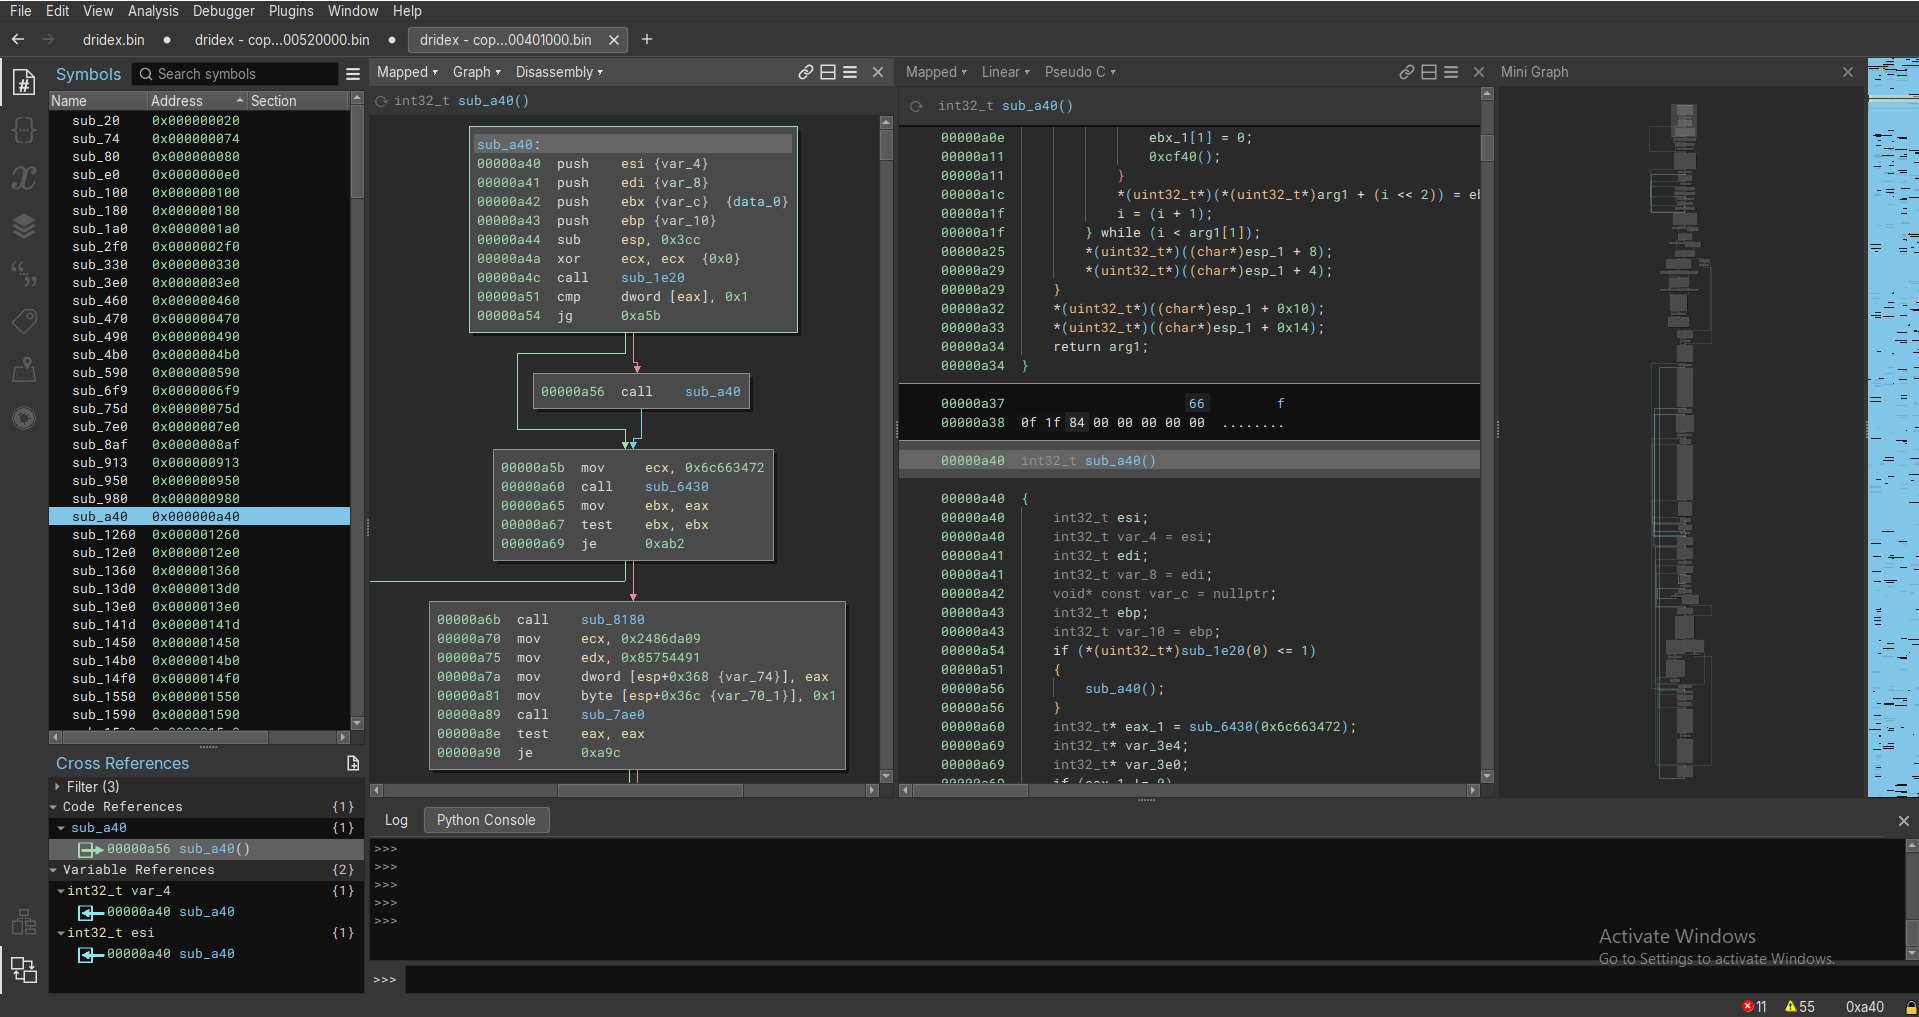 File Edit View Analysis Debugger Plugins Window Help
dridex.bin • dridex - cop...00520000.bin • dridex - cop...00401000.bin ✕ +
Symbols Search symbols
Name Address Section
sub_20 0x000000020
sub_74 0x000000074
sub_80 0x000000080
sub_e0 0x0000000e0
sub_100 0x000000100
sub_180 0x000000180
sub_1a0 0x0000001a0
sub_2f0 0x0000002f0
sub_330 0x000000330
sub_3e0 0x0000003e0
sub_460 0x000000460
sub_470 0x000000470
sub_490 0x000000490
sub_4b0 0x0000004b0
sub_590 0x000000590
sub_6f9 0x0000006f9
sub_75d 0x00000075d
sub_7e0 0x0000007e0
sub_8af 0x0000008af
sub_913 0x000000913
sub_950 0x000000950
sub_980 0x000000980
sub_a40 0x000000a40
sub_1260 0x000001260
sub_12e0 0x0000012e0
sub_1360 0x000001360
sub_13d0 0x0000013d0
sub_13e0 0x0000013e0
sub_141d 0x00000141d
sub_1450 0x000001450
sub_14b0 0x0000014b0
sub_14f0 0x0000014f0
sub_1550 0x000001550
sub_1590 0x000001590
Cross References
Filter (3)
Code References {1}
sub_a40 {1}
00000a56 sub_a40()
Variable References {2}
int32_t var_4 {1}
00000a40 sub_a40
int32_t esi {1}
00000a40 sub_a40
Mapped Graph Disassembly
int32_t sub_a40()
sub_a40:
00000a40 push esi {var_4}
00000a41 push edi {var_8}
00000a42 push ebx {var_c} {data_0}
00000a43 push ebp {var_10}
00000a44 sub esp, 0x3cc
00000a4a xor ecx, ecx {0x0}
00000a4c call sub_1e20
00000a51 cmp dword [eax], 0x1
00000a54 jg 0xa5b
00000a56 call sub_a40
00000a5b mov ecx, 0x6c663472
00000a60 call sub_6430
00000a65 mov ebx, eax
00000a67 test ebx, ebx
00000a69 je 0xab2
00000a6b call sub_8180
00000a70 mov ecx, 0x2486da09
00000a75 mov edx, 0x85754491
00000a7a mov dword [esp+0x368 {var_74}], eax
00000a81 mov byte [esp+0x36c {var_70_1}], 0x1
00000a89 call sub_7ae0
00000a8e test eax, eax
00000a90 je 0xa9c
Mapped Linear Pseudo C
int32_t sub_a40()
00000a0e ebx_1[1] = 0;
00000a11 0xcf40();
00000a11 }
00000a1c *(uint32_t*)(*(uint32_t*)arg1 + (i << 2)) = eb
00000a1f i = (i + 1);
00000a1f } while (i < arg1[1]);
00000a25 *(uint32_t*)((char*)esp_1 + 8);
00000a29 *(uint32_t*)((char*)esp_1 + 4);
00000a29 }
00000a32 *(uint32_t*)((char*)esp_1 + 0x10);
00000a33 *(uint32_t*)((char*)esp_1 + 0x14);
00000a34 return arg1;
00000a34 }
00000a37 66 f
00000a38 0f 1f 84 00 00 00 00 00 ........
00000a40 int32_t sub_a40()
00000a40 {
00000a40 int32_t esi;
00000a40 int32_t var_4 = esi;
00000a41 int32_t edi;
00000a41 int32_t var_8 = edi;
00000a42 void* const var_c = nullptr;
00000a43 int32_t ebp;
00000a43 int32_t var_10 = ebp;
00000a54 if (*(uint32_t*)sub_1e20(0) <= 1)
00000a51 {
00000a56 sub_a40();
00000a56 }
00000a60 int32_t* eax_1 = sub_6430(0x6c663472);
00000a69 int32_t* var_3e4;
00000a69 int32_t* var_3e0;
00000a69 if (eax_1 != 0)
Mini Graph
Log Python Console
>>>
>>>
>>>
>>>
>>>
>>>
Activate Windows
Go to Settings to activate Windows.
11 55 0xa40